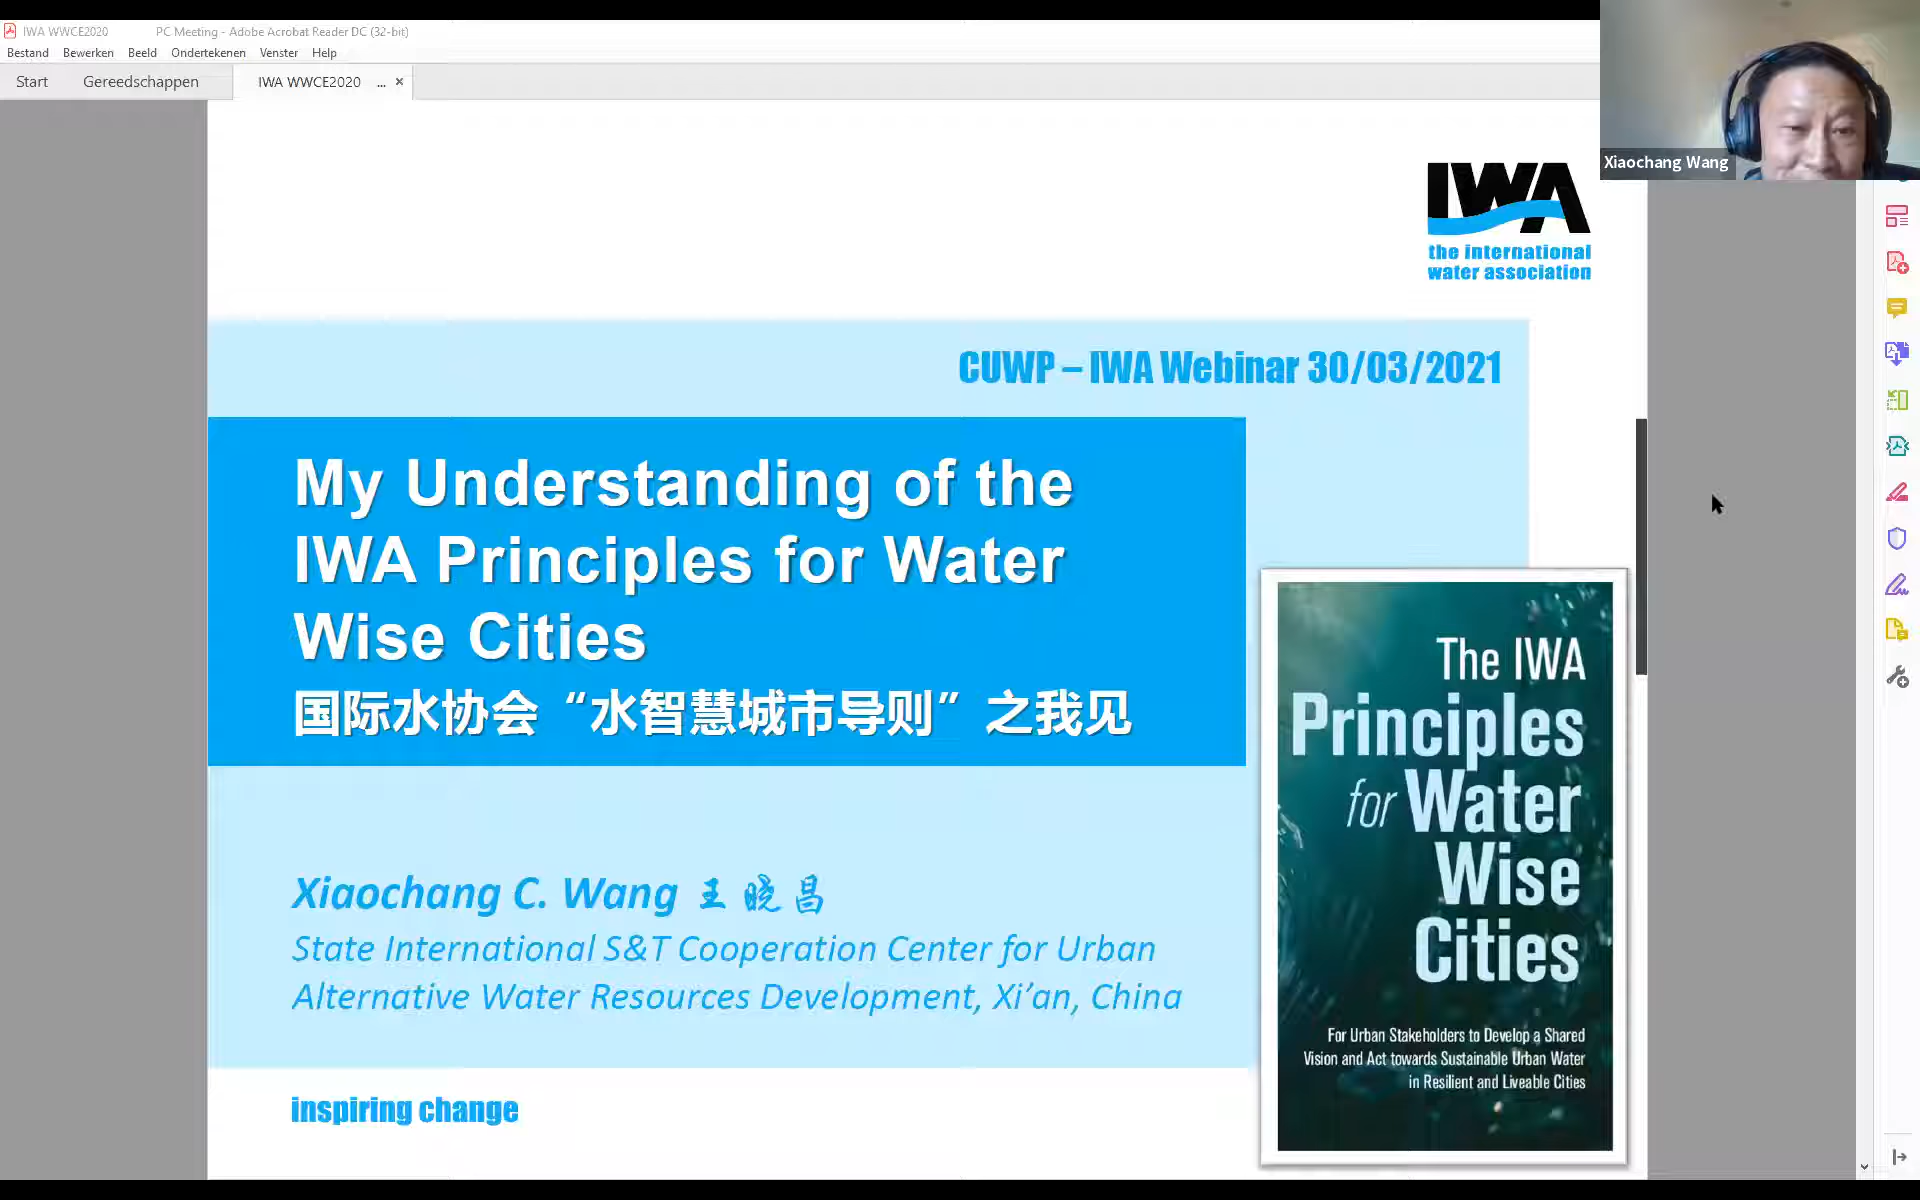 IWA WWCE2020 PC Meeting - Adobe Acrobat Reader DC (32-bit)
Bestand Bewerken Beeld Ondertekenen Venster Help
Start Gereedschappen IWA WWCE2020 ... ×
Xiaochang Wang
IWA
the international
water association
CUWP – IWA Webinar 30/03/2021
My Understanding of the
IWA Principles for Water
Wise Cities
国际水协会“水智慧城市导则”之我见
The IWA
Principles
for Water
Wise
Cities
For Urban Stakeholders to Develop a Shared
Vision and Act towards Sustainable Urban Water
in Resilient and Liveable Cities
Xiaochang C. Wang 王晓昌
State International S&T Cooperation Center for Urban
Alternative Water Resources Development, Xi’an, China
inspiring change